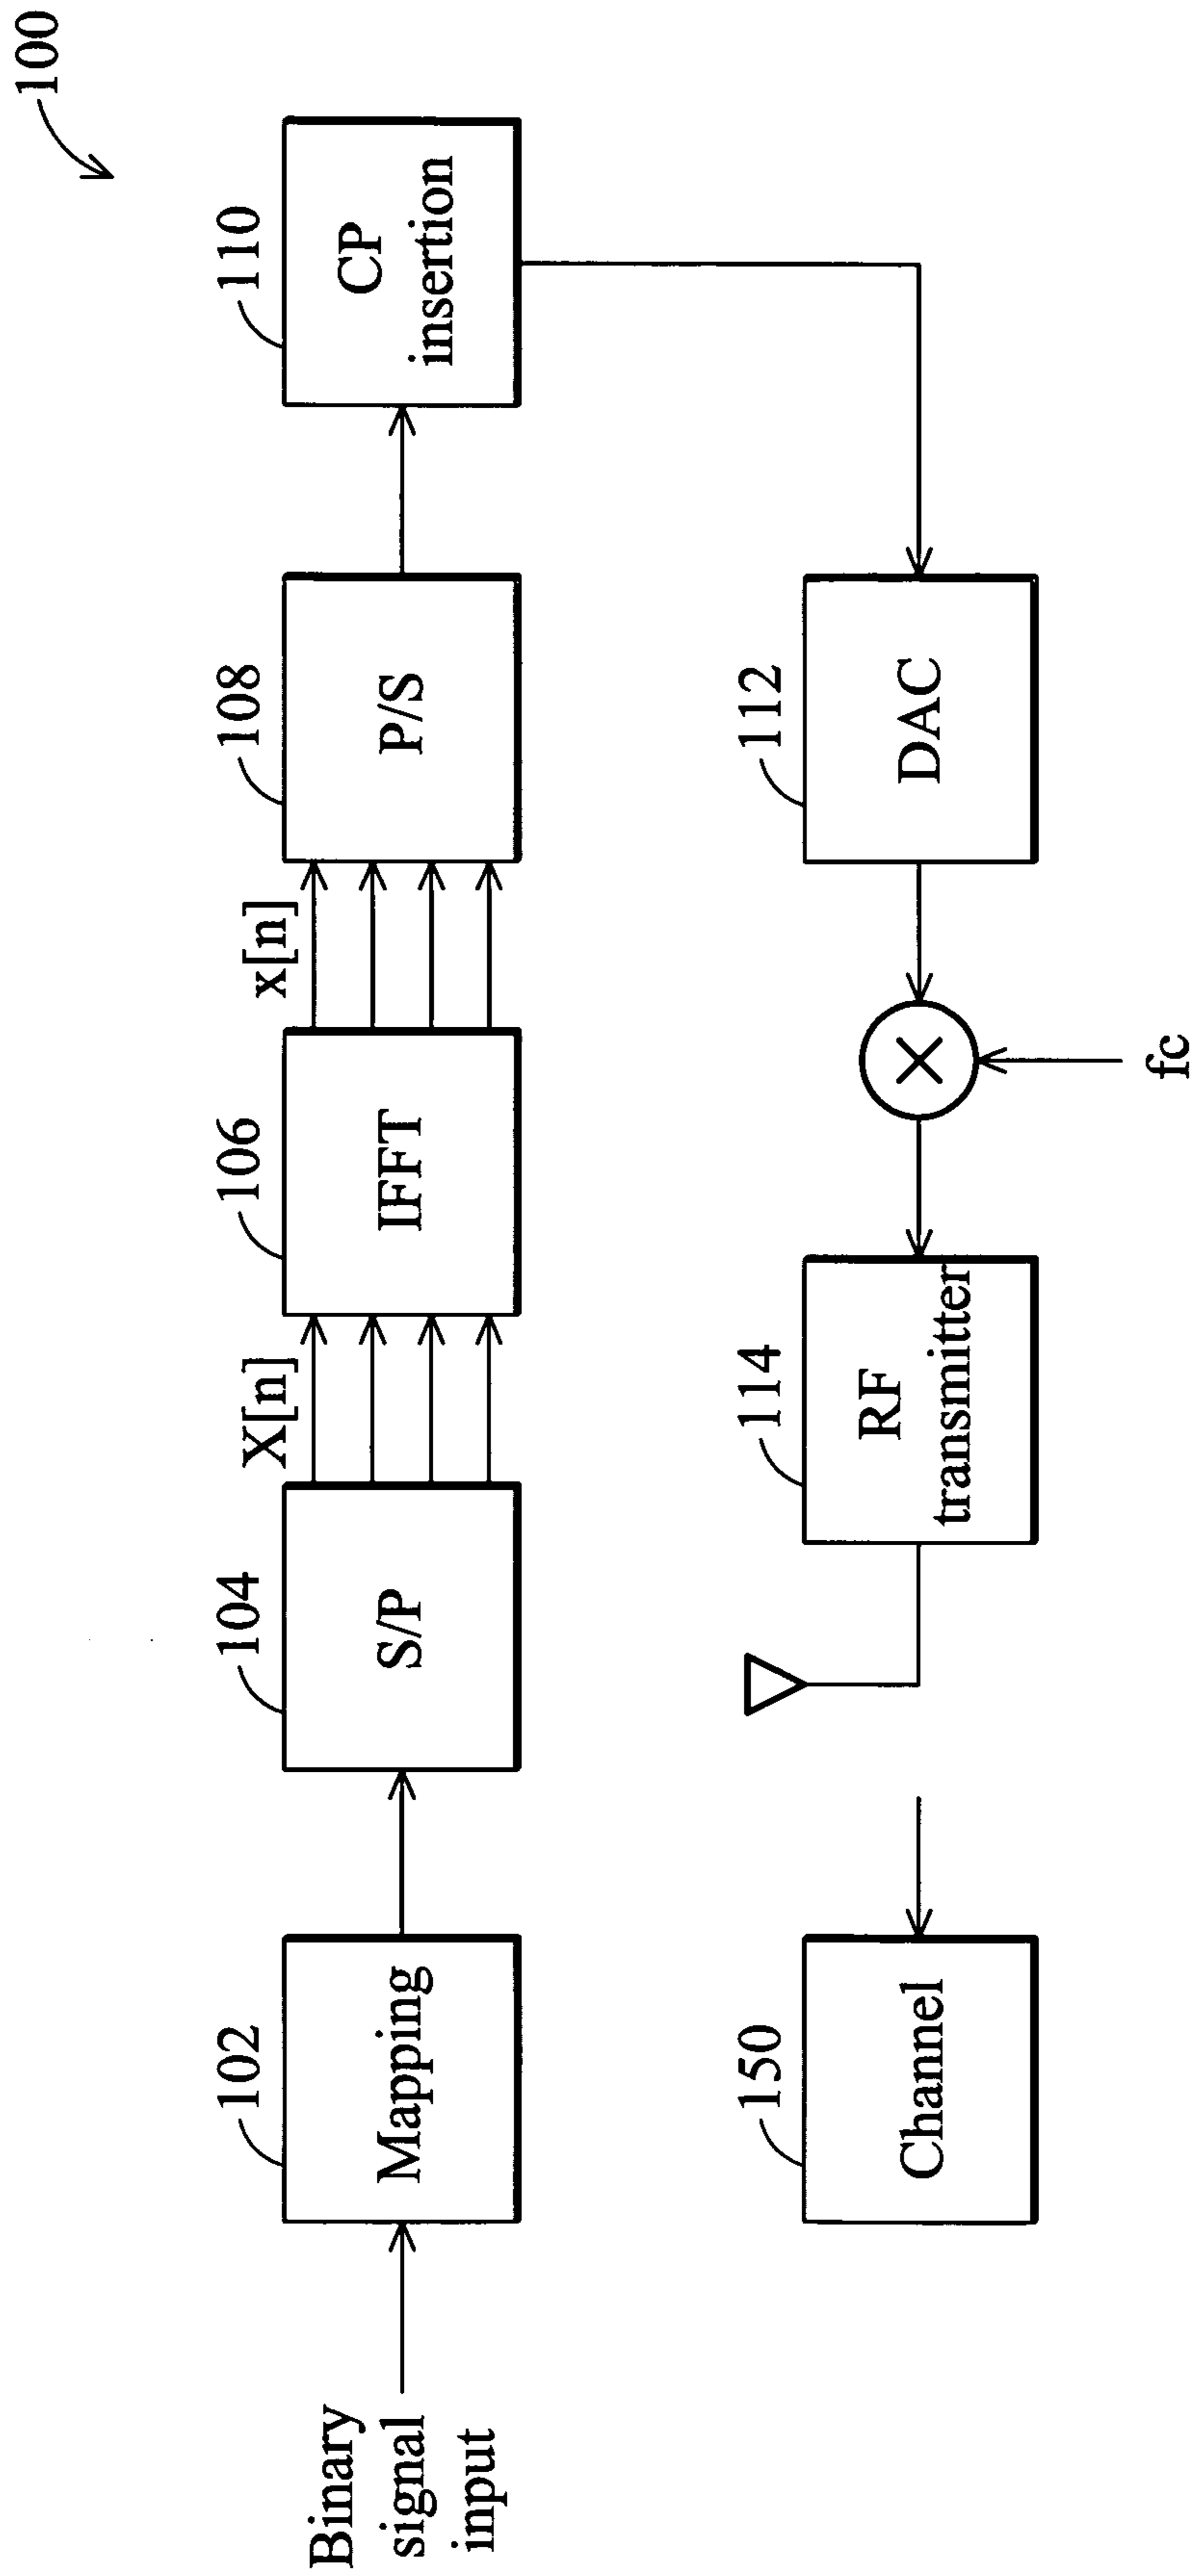 100
Binary
signal
input
102
Mapping
104
S/P
X[n]
106
IFFT
x[n]
108
P/S
110
CP
insertion
150
Channel
114
RF
transmitter
fc
112
DAC